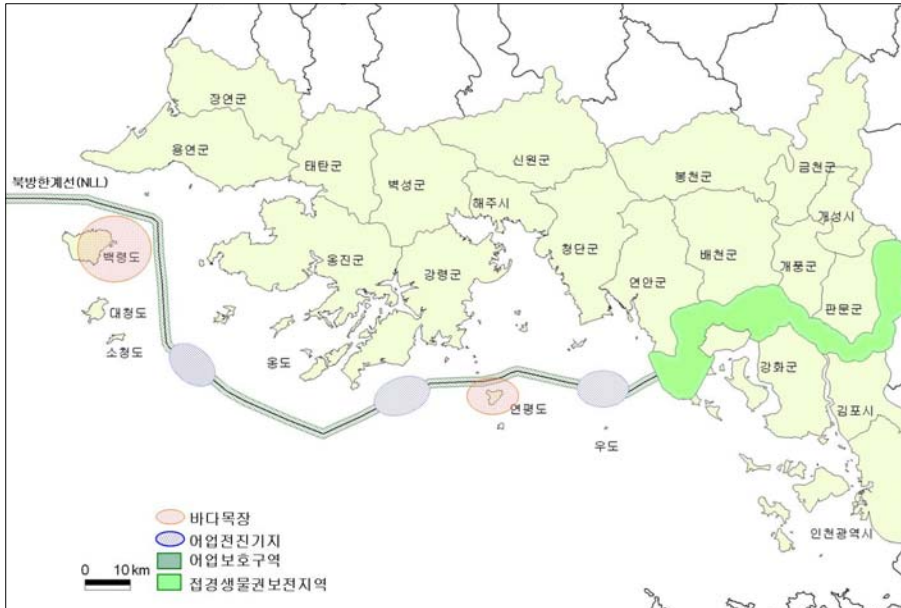 장연군
용연군
태탄군
벽성군
신원군
해주시
봉천군
금천군
개성시
북방한계선(NLL)
백령도
옹진군
강령군
청단군
연안군
배천군
개풍군
판문군
대청도
소청도
옹도
연평도
우도
강화군
김포시
인천광역시
바다목장
어업전진기지
어업보호구역
접경생물권보전지역
0 10 km